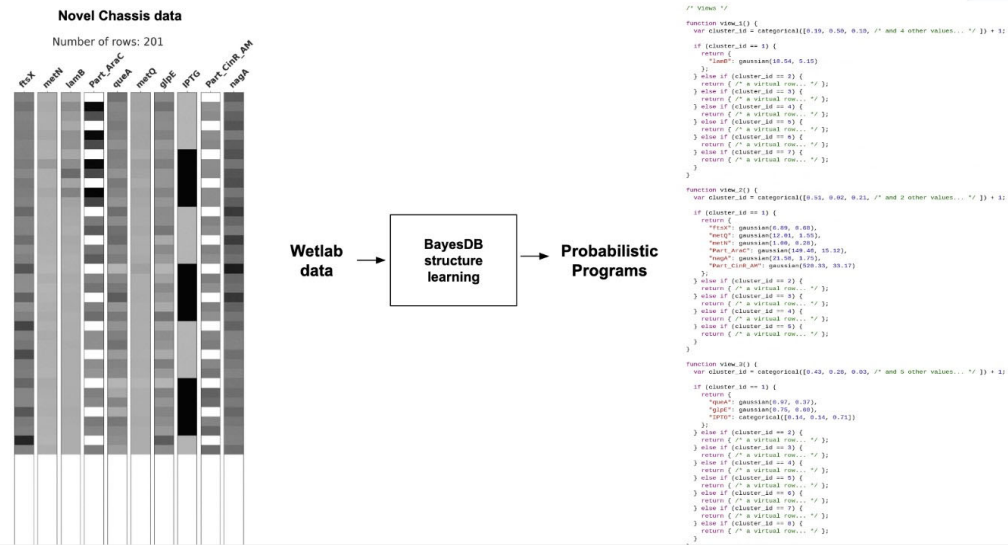 Novel Chassis data
Number of rows: 201
ftsX
metN
lamB
Part_AraC
queA
metQ
glpE
IPTG
Part_CinR_AM
nagA
Wetlab
data
BayesDB
structure
learning
Probabilistic
Programs
/* Views */
function view_1() {
var cluster_id = categorical([0.39, 0.50, 0.10, /* and 4 other values... */ ]) + 1;
if (cluster_id == 1) {
return {
"lamB": gaussian(10.54, 5.15)
};
} else if (cluster_id == 2) {
return { /* a virtual row... */ };
} else if (cluster_id == 3) {
return { /* a virtual row... */ };
} else if (cluster_id == 4) {
return { /* a virtual row... */ };
} else if (cluster_id == 5) {
return { /* a virtual row... */ };
} else if (cluster_id == 6) {
return { /* a virtual row... */ };
} else if (cluster_id == 7) {
return { /* a virtual row... */ };
}
}
function view_2() {
var cluster_id = categorical([0.51, 0.02, 0.21, /* and 2 other values... */ ]) + 1;
if (cluster_id == 1) {
return {
"ftsX": gaussian(6.89, 0.60),
"metQ": gaussian(12.01, 1.55),
"metN": gaussian(1.80, 0.20),
"Part_AraC": gaussian(149.46, 15.12),
"nagA": gaussian(21.50, 3.75),
"Part_CinR_AM": gaussian(520.33, 33.17)
};
} else if (cluster_id == 2) {
return { /* a virtual row... */ };
} else if (cluster_id == 3) {
return { /* a virtual row... */ };
} else if (cluster_id == 4) {
return { /* a virtual row... */ };
} else if (cluster_id == 5) {
return { /* a virtual row... */ };
}
}
function view_3() {
var cluster_id = categorical([0.43, 0.26, 0.03, /* and 5 other values... */ ]) + 1;
if (cluster_id == 1) {
return {
"queA": gaussian(0.97, 0.37),
"glpE": gaussian(0.75, 0.60),
"IPTG": categorical([0.14, 0.14, 0.71])
};
} else if (cluster_id == 2) {
return { /* a virtual row... */ };
} else if (cluster_id == 3) {
return { /* a virtual row... */ };
} else if (cluster_id == 4) {
return { /* a virtual row... */ };
} else if (cluster_id == 5) {
return { /* a virtual row... */ };
} else if (cluster_id == 6) {
return { /* a virtual row... */ };
} else if (cluster_id == 7) {
return { /* a virtual row... */ };
} else if (cluster_id == 8) {
return { /* a virtual row... */ };
}